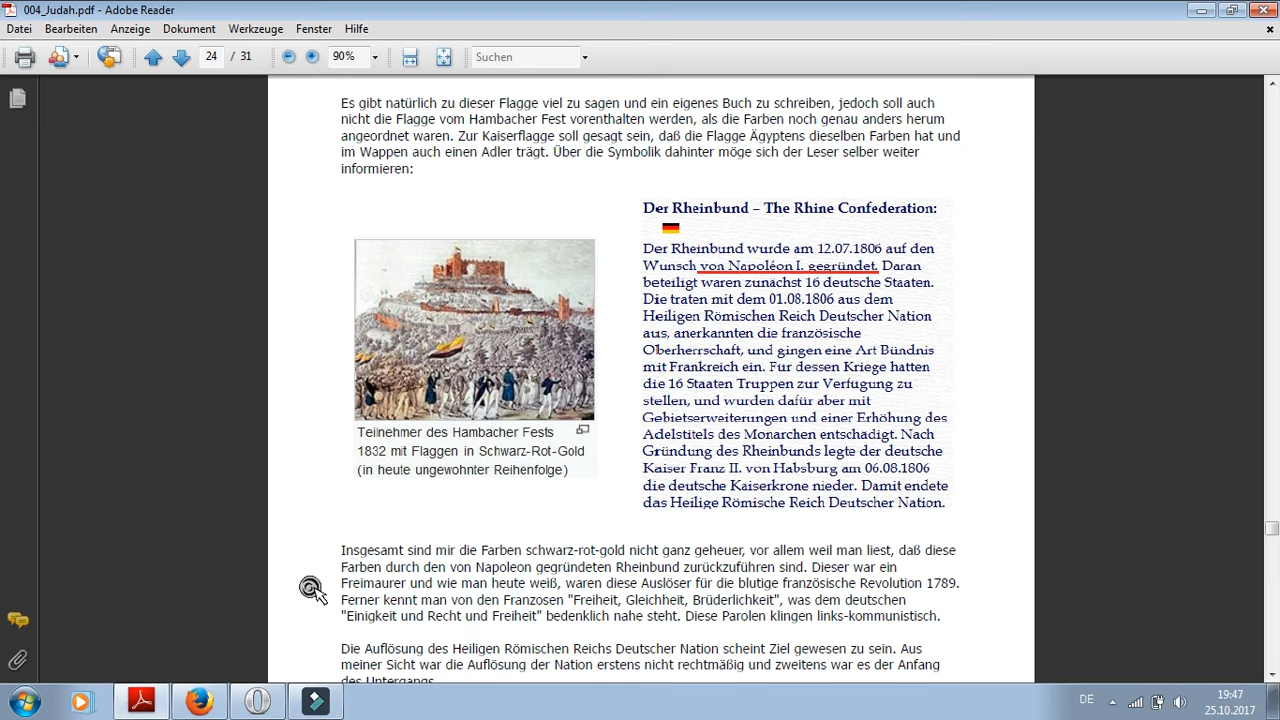 004_Judah.pdf - Adobe Reader
Datei Bearbeiten Anzeige Dokument Werkzeuge Fenster Hilfe
24 / 31 90% Suchen
Es gibt natürlich zu dieser Flagge viel zu sagen und ein eigenes Buch zu schreiben, jedoch soll auch
nicht die Flagge vom Hambacher Fest vorenthalten werden, als die Farben noch genau anders herum
angeordnet waren. Zur Kaiserflagge soll gesagt sein, daß die Flagge Ägyptens dieselben Farben hat und
im Wappen auch einen Adler trägt. Über die Symbolik dahinter möge sich der Leser selber weiter
informieren:
Teilnehmer des Hambacher Fests
1832 mit Flaggen in Schwarz-Rot-Gold
(in heute ungewohnter Reihenfolge)
Der Rheinbund – The Rhine Confederation:
Der Rheinbund wurde am 12.07.1806 auf den
Wunsch von Napoléon I. gegründet. Daran
beteiligt waren zunächst 16 deutsche Staaten.
Die traten mit dem 01.08.1806 aus dem
Heiligen Römischen Reich Deutscher Nation
aus, anerkannten die französische
Oberherrschaft, und gingen eine Art Bündnis
mit Frankreich ein. Für dessen Kriege hatten
die 16 Staaten Truppen zur Verfügung zu
stellen, und wurden dafür aber mit
Gebietserweiterungen und einer Erhöhung des
Adelstitels des Monarchen entschädigt. Nach
Gründung des Rheinbunds legte der deutsche
Kaiser Franz II. von Habsburg am 06.08.1806
die deutsche Kaiserkrone nieder. Damit endete
das Heilige Römische Reich Deutscher Nation.
Insgesamt sind mir die Farben schwarz-rot-gold nicht ganz geheuer, vor allem weil man liest, daß diese
Farben durch den von Napoleon gegründeten Rheinbund zurückzuführen sind. Dieser war ein
Freimaurer und wie man heute weiß, waren diese Auslöser für die blutige französische Revolution 1789.
Ferner kennt man von den Franzosen "Freiheit, Gleichheit, Brüderlichkeit", was dem deutschen
"Einigkeit und Recht und Freiheit" bedenklich nahe steht. Diese Parolen klingen links-kommunistisch.
Die Auflösung des Heiligen Römischen Reichs Deutscher Nation scheint Ziel gewesen zu sein. Aus
meiner Sicht war die Auflösung der Nation erstens nicht rechtmäßig und zweitens war es der Anfang
des Untergangs.
DE 19:47
25.10.2017